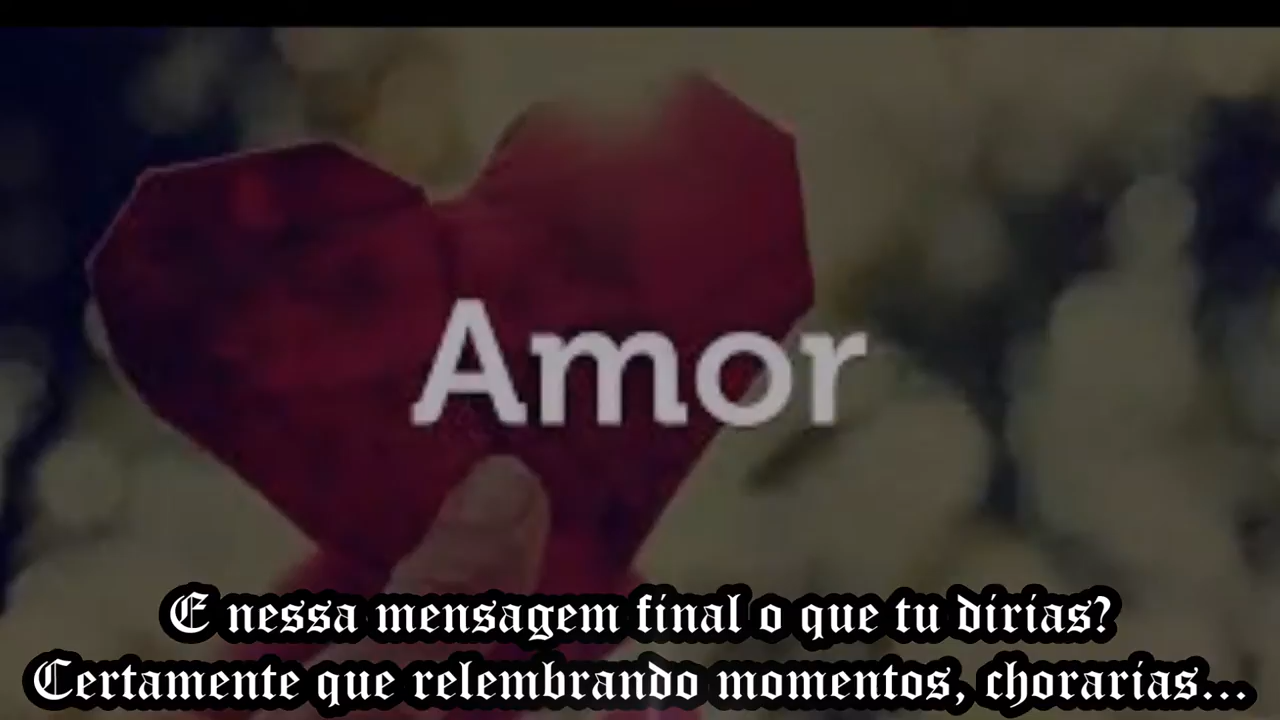 Amor
E nessa mensagem final o que tu dirias?
Certamente que relembrando momentos, chorarias...